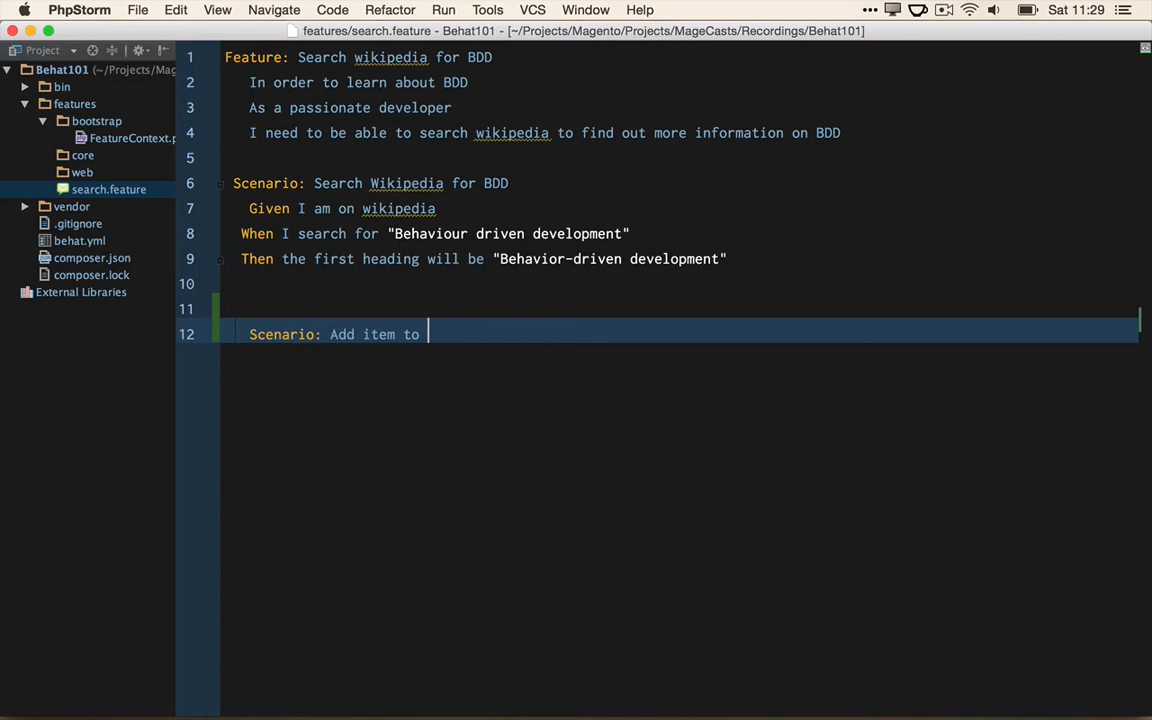 PhpStorm File Edit View Navigate Code Refactor Run Tools VCS Window Help Sat 11:29
features/search.feature - Behat101 - [~/Projects/Magento/Projects/MageCasts/Recordings/Behat101]
Project
Behat101 (~/Projects/Mag
bin
features
bootstrap
FeatureContext.p
core
web
search.feature
vendor
.gitignore
behat.yml
composer.json
composer.lock
External Libraries
1 Feature: Search wikipedia for BDD
2 In order to learn about BDD
3 As a passionate developer
4 I need to be able to search wikipedia to find out more information on BDD
5
6 Scenario: Search Wikipedia for BDD
7 Given I am on wikipedia
8 When I search for "Behaviour driven development"
9 Then the first heading will be "Behavior-driven development"
10
11
12 Scenario: Add item to